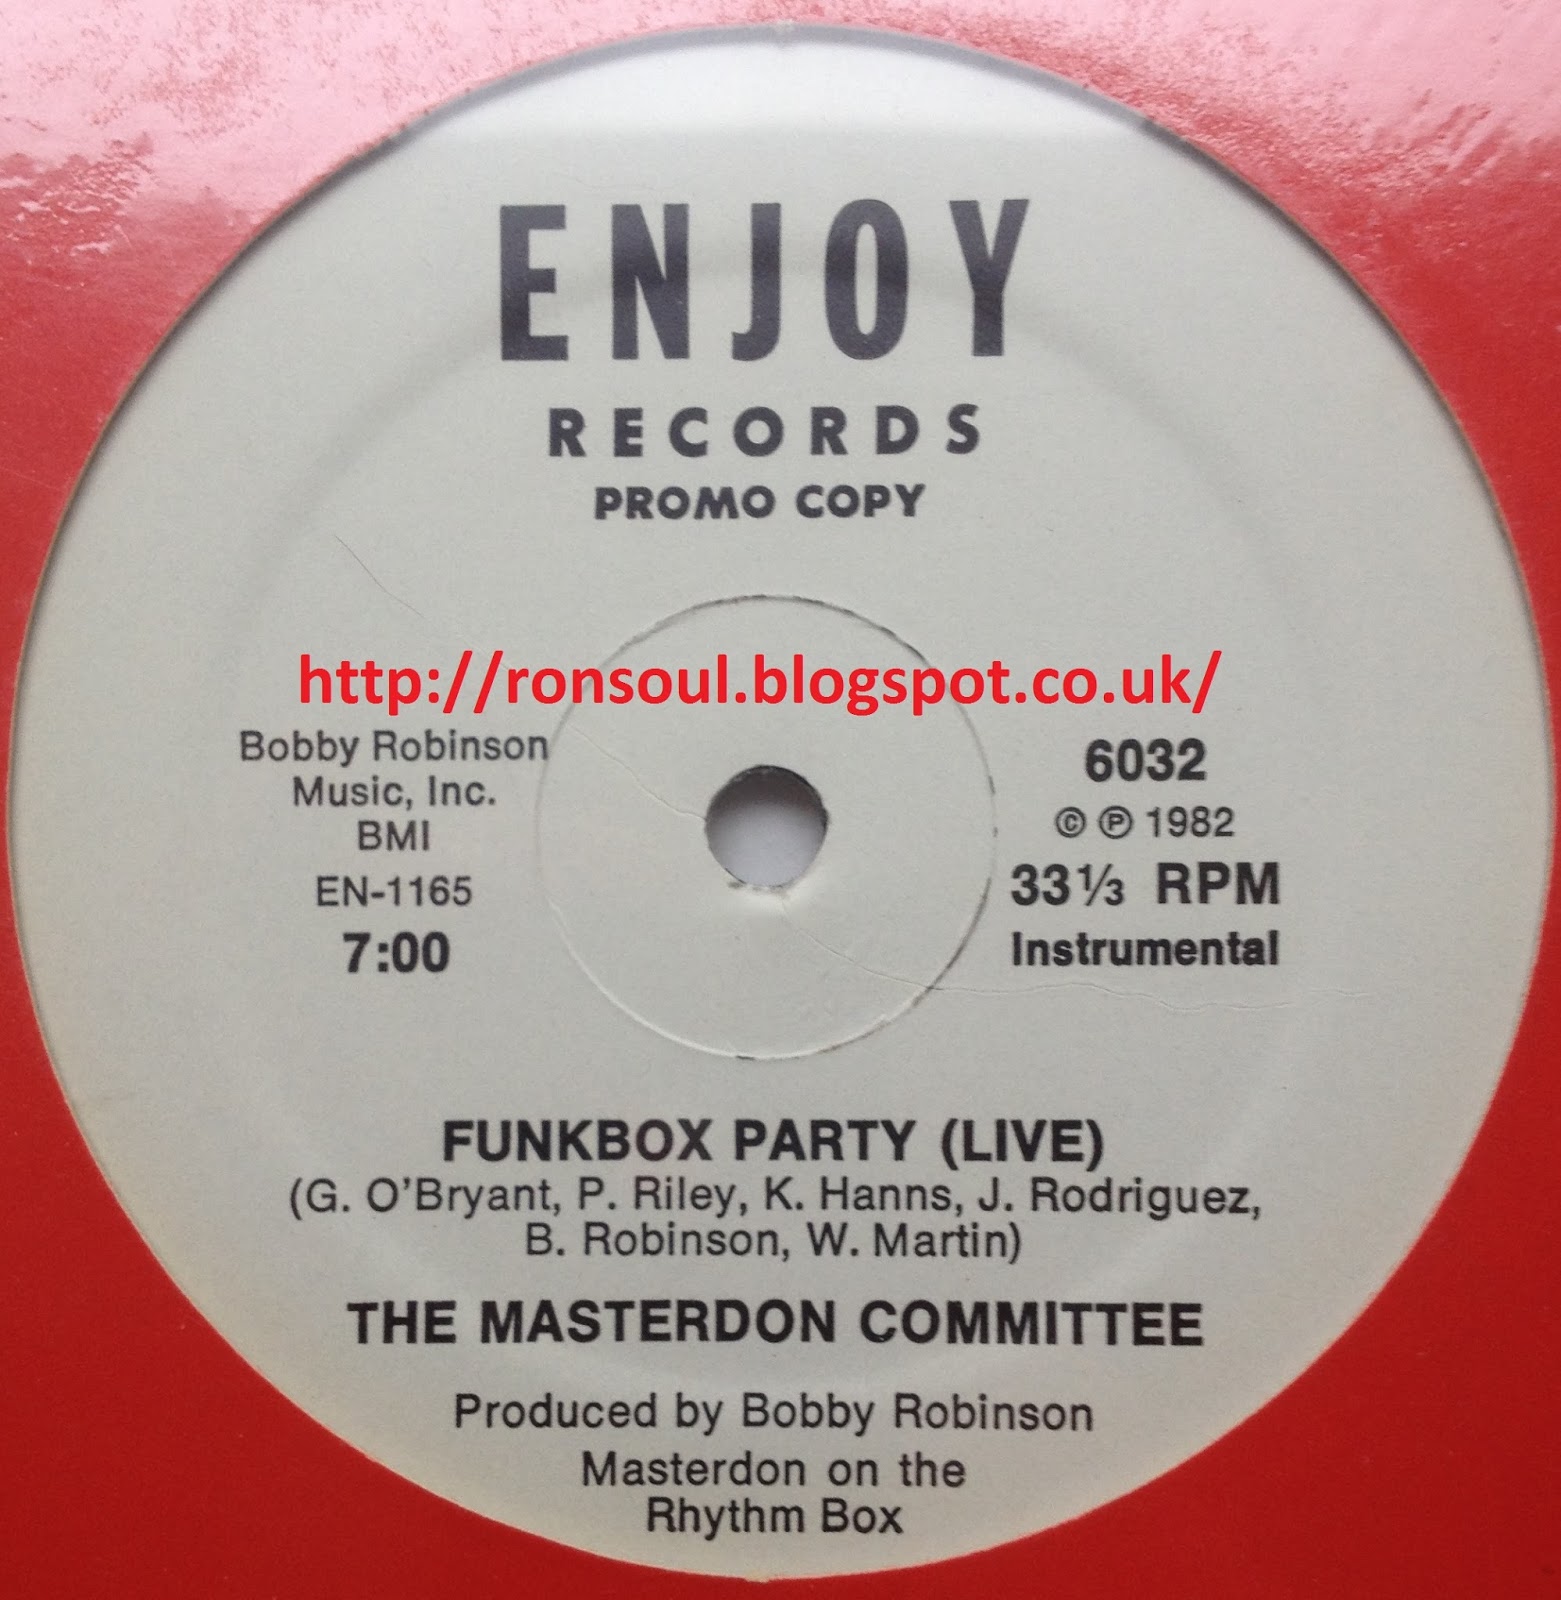 ENJOY
RECORDS
PROMO COPY
http://ronsoul.blogspot.co.uk/
Bobby Robinson
Music, Inc.
BMI
EN-1165
7:00
6032
© ℗ 1982
33⅓ RPM
Instrumental
FUNKBOX PARTY (LIVE)
(G. O'Bryant, P. Riley, K. Hanns, J. Rodriguez,
B. Robinson, W. Martin)
THE MASTERDON COMMITTEE
Produced by Bobby Robinson
Masterdon on the
Rhythm Box